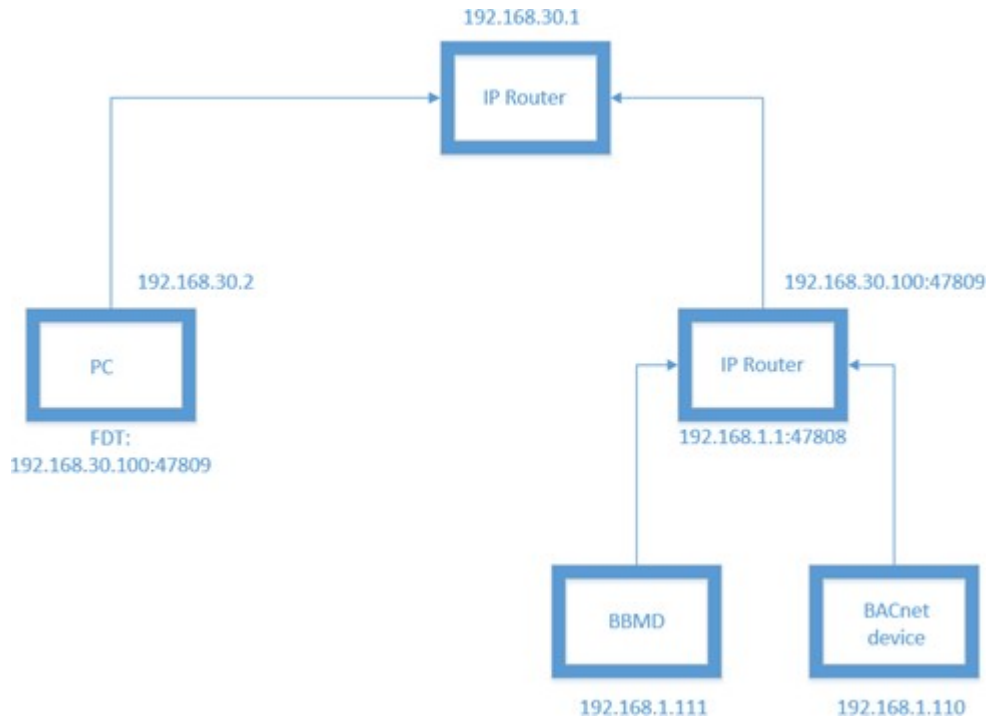 192.168.30.1
IP Router
192.168.30.2
192.168.30.100:47809
PC
IP Router
FDT:
192.168.30.100:47809
192.168.1.1:47808
BBMD
BACnet
device
192.168.1.111
192.168.1.110